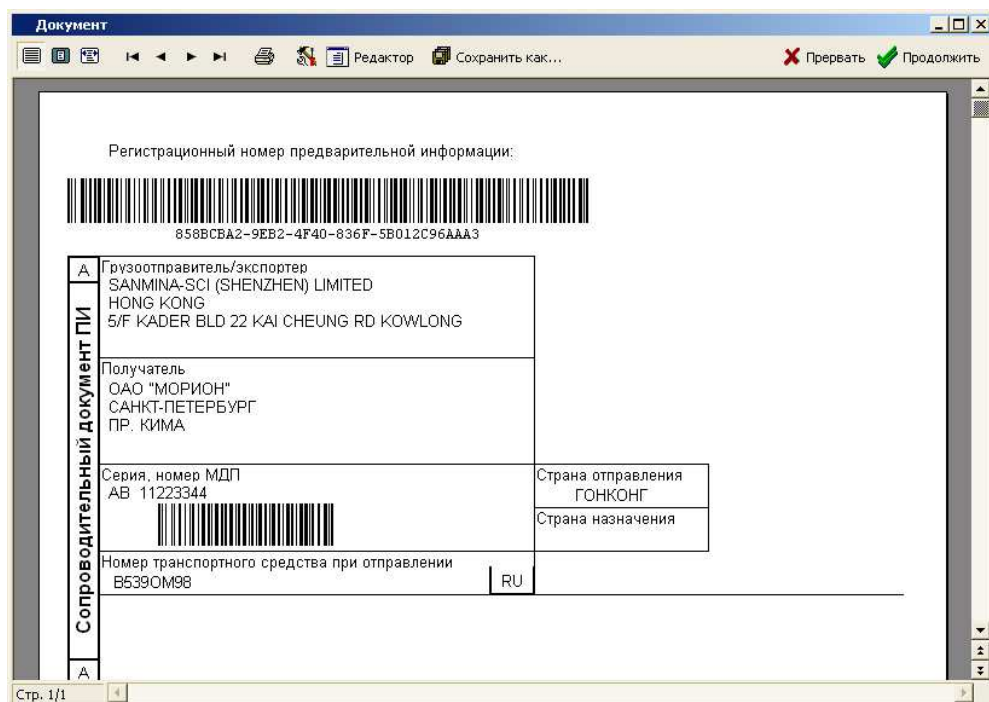 Документ
Редактор
Сохранить как...
Прервать
Продолжить
Регистрационный номер предварительной информации:
858BCBA2-9EB2-4F40-836F-5B012C96AAA3
А
Грузоотправитель/экспортер
SANMINA-SCI (SHENZHEN) LIMITED
HONG KONG
5/F KADER BLD 22 KAI CHEUNG RD KOWLONG
Сопроводительный документ ПИ
Получатель
ОАО "МОРИОН"
САНКТ-ПЕТЕРБУРГ
ПР. КИМА
Серия, номер МДП
АВ 11223344
Страна отправления
ГОНКОНГ
Страна назначения
Номер транспортного средства при отправлении
В539ОМ98
RU
А
Стр. 1/1